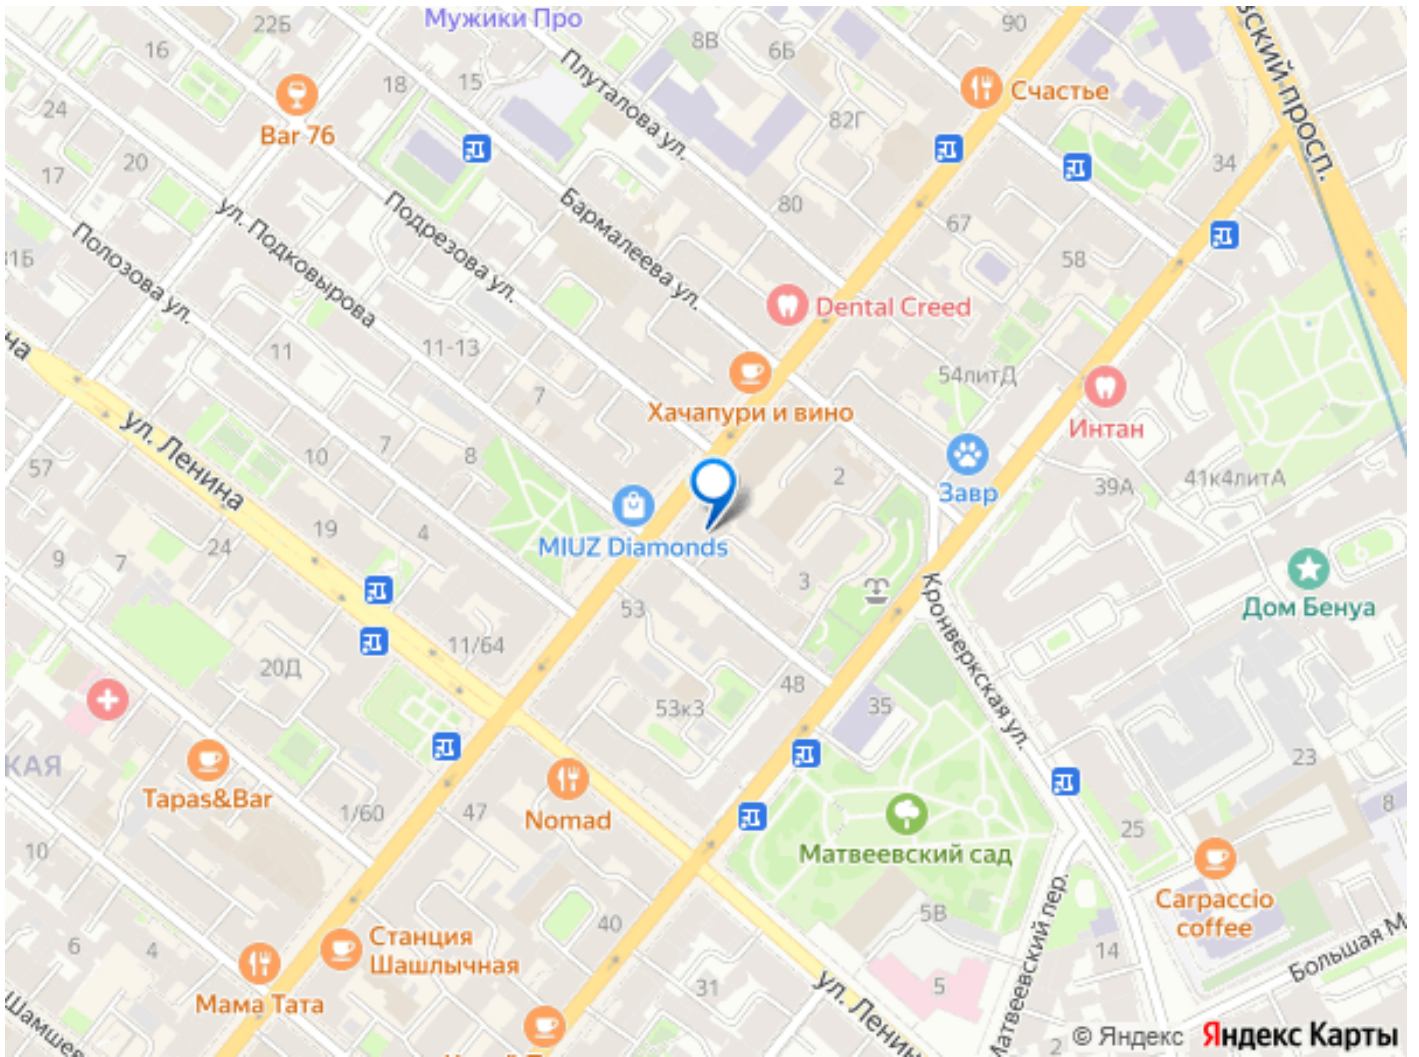 Мужики Про
22Б
16
8В
6Б
90
18
15
24
Bar 76
Плуталова ул.
82Г
Счастье
34
20
17
ул. Подковырова
Подрезова ул.
Бармалеева ул.
80
67
58
31Б
Полозова ул.
Dental Creed
11
11-13
7
54литД
Хачапури и вино
Интан
ул. Ленина
57
10
7
8
2
Завр
39А
41к4литА
19
4
MIUZ Diamonds
9
7
24
3
Кронверкская ул.
Дом Бенуа
53
11/64
20Д
53к3
48
35
КАЯ
23
Tapas&Bar
1/60
47
Nomad
8
Матвеевский сад
25
10
Carpaccio
coffee
6
4
Станция
Шашлычная
40
5В
14
Матвеевский пер.
Большая М
Мама Тата
31
5
ул. Ленин
Шамшев
2
© Яндекс
Яндекс Карты